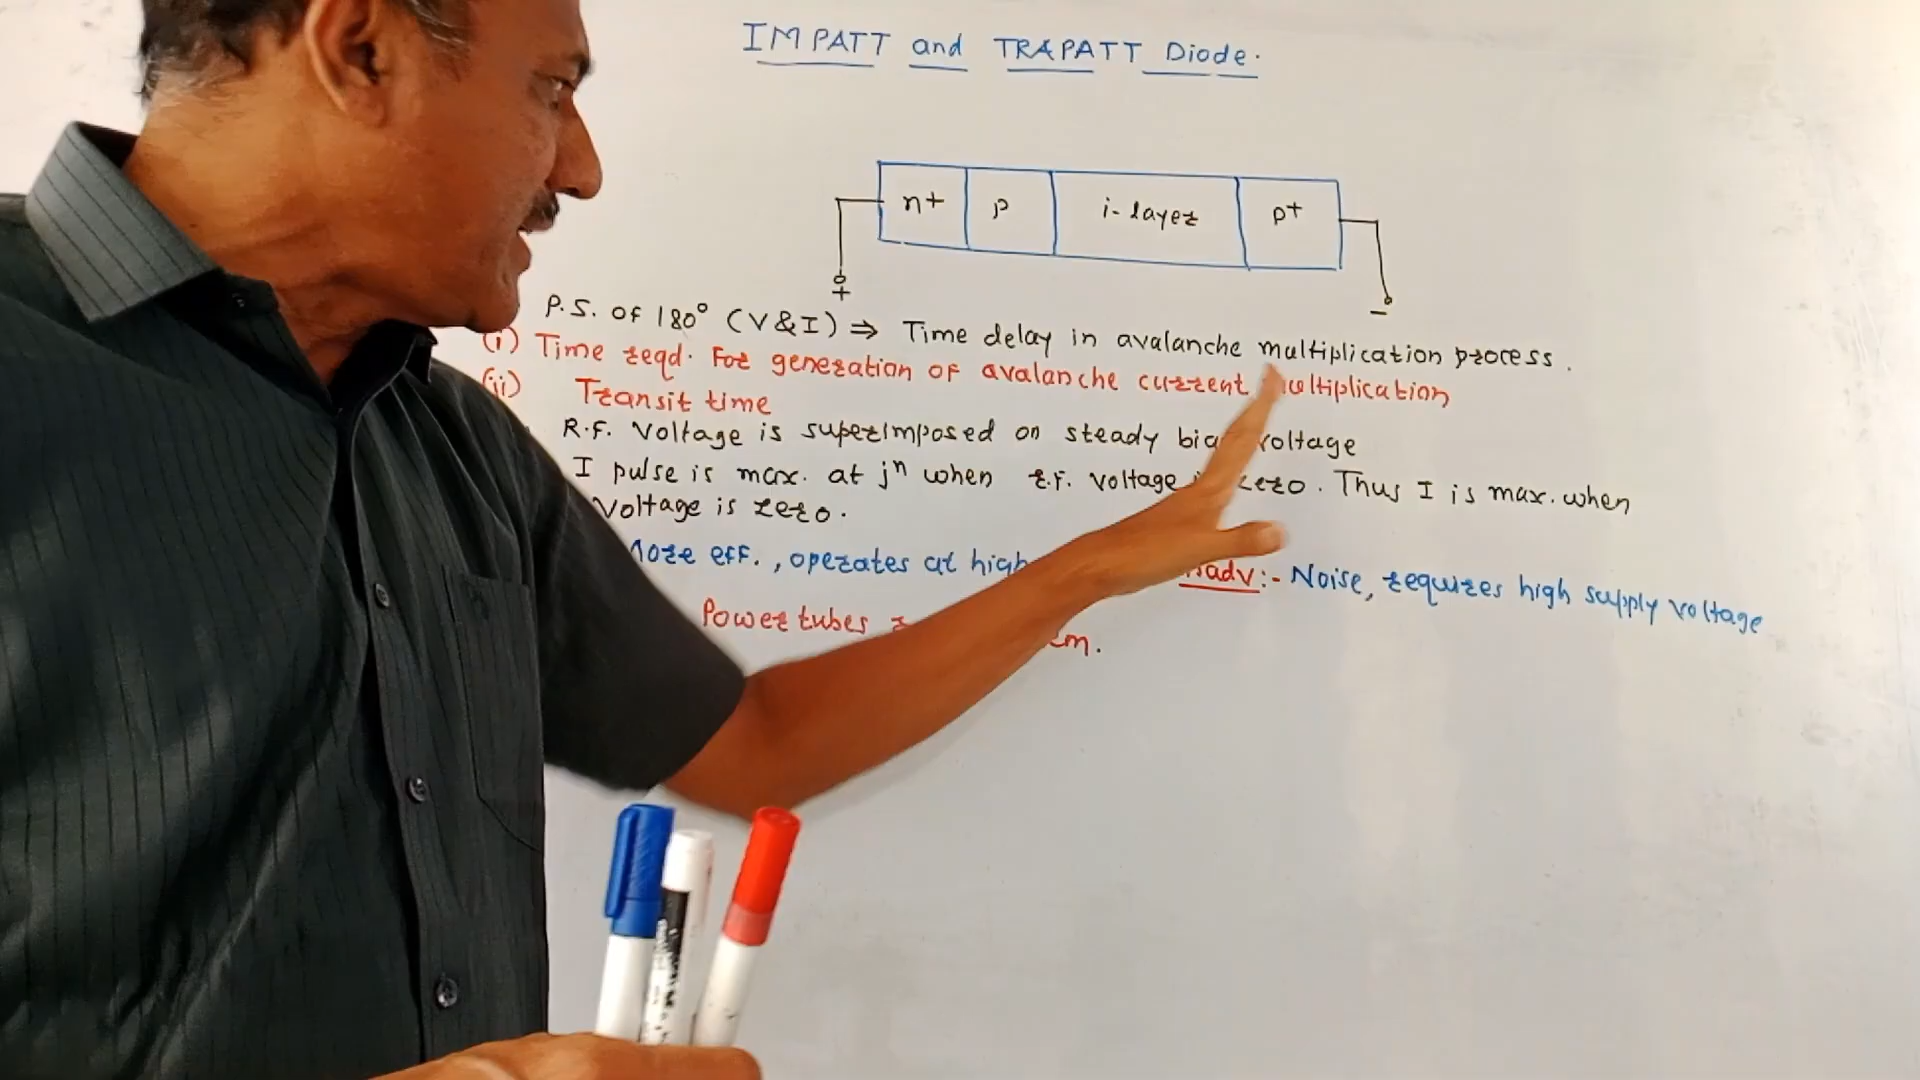 IMPATT and TRAPATT Diode.
n+ p i-layer p+
+ -
P.S. of 180° (V & I) ⇒ Time delay in avalanche multiplication process.
(i) Time reqd. For generation of avalanche current multiplication
(ii) Transit time
R.F. Voltage is superimposed on steady voltage
I pulse is max. at jⁿ when r.f. voltage zero. Thus I is max. when
Voltage is zero.
More eff., operates at high Disadv:- Noise, requires high supply voltage
Power tubes